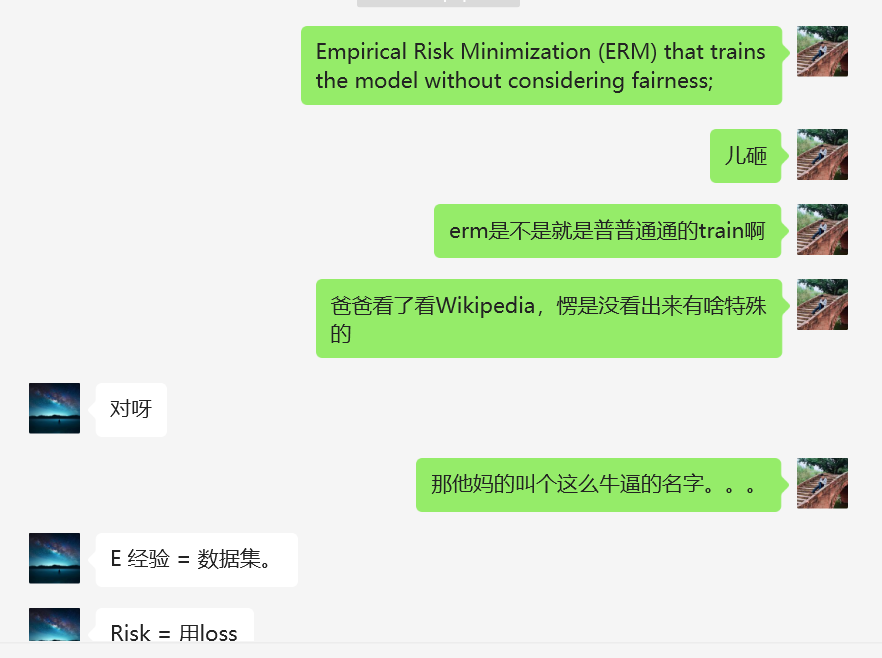 Empirical Risk Minimization (ERM) that trains
the model without considering fairness;
儿砸
erm是不是就是普普通通的train啊
爸爸看了看Wikipedia，愣是没看出来有啥特殊
的
对呀
那他妈的叫个这么牛逼的名字。。。
E 经验 = 数据集。
Risk = 用loss